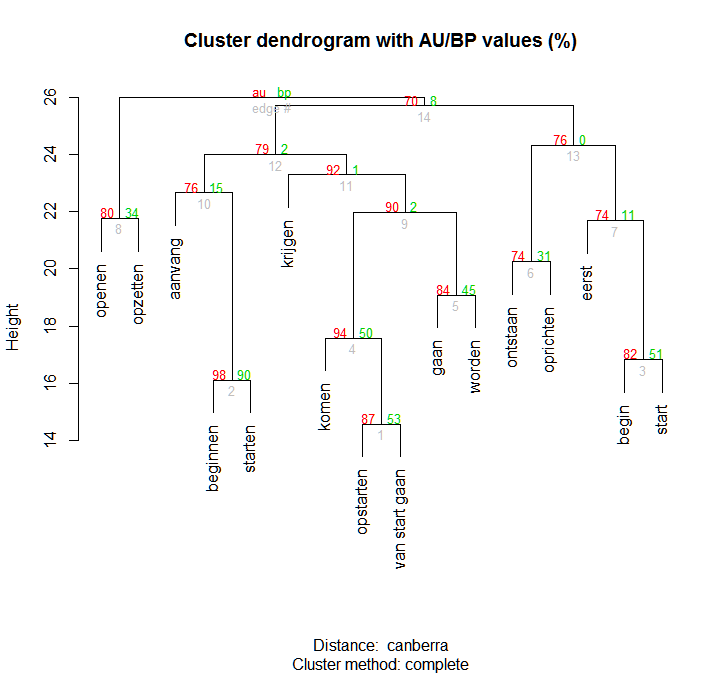 Cluster dendrogram with AU/BP values (%)
Height
26
24
22
20
18
16
14
au bp
edge #
70 8
14
79 2
12
76 0
13
92 1
11
76 15
10
90 2
9
80 34
8
74 11
7
74 31
6
84 45
5
94 50
4
82 51
3
98 90
2
87 53
1
openen
opzetten
aanvang
beginnen
starten
krijgen
komen
opstarten
van start gaan
gaan
worden
ontstaan
oprichten
eerst
begin
start
Distance: canberra
Cluster method: complete